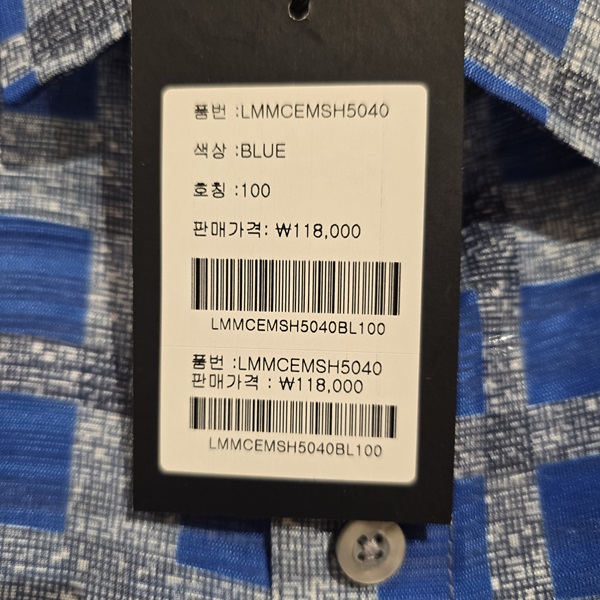 품번 :LMMCEMSH5040
색상 :BLUE
호칭 :100
판매가격: ₩118,000
LMMCEMSH5040BL100
품번 :LMMCEMSH5040
판매가격 : ₩118,000
LMMCEMSH5040BL100